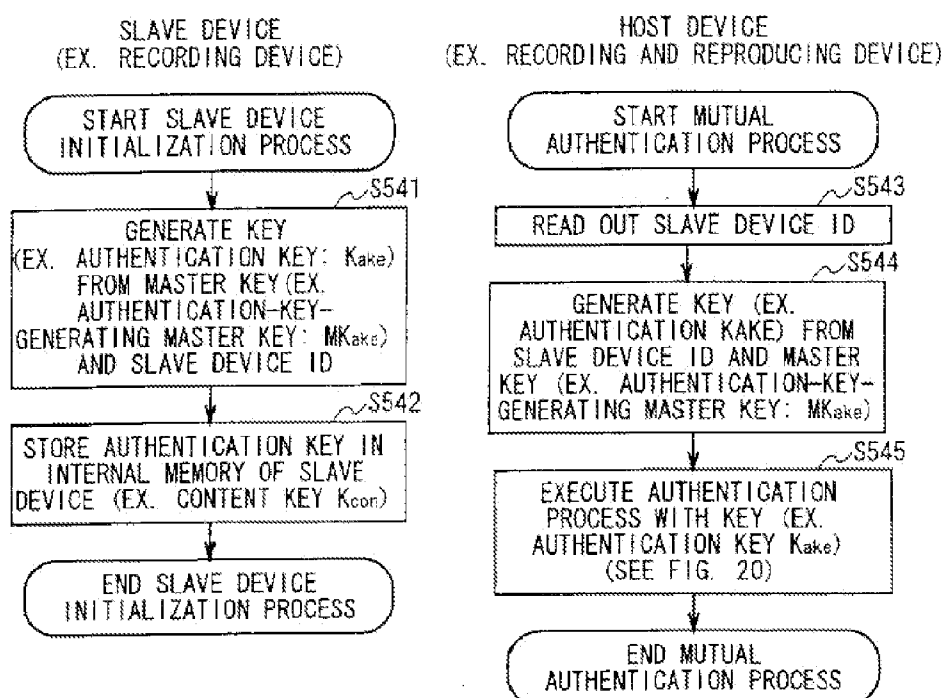 SLAVE DEVICE
(EX. RECORDING DEVICE)
START SLAVE DEVICE
INITIALIZATION PROCESS
S541
GENERATE KEY
(EX. AUTHENTICATION KEY: Kake)
FROM MASTER KEY(EX.
AUTHENTICATION-KEY-
GENERATING MASTER KEY: MKake)
AND SLAVE DEVICE ID
S542
STORE AUTHENTICATION KEY IN
INTERNAL MEMORY OF SLAVE
DEVICE (EX. CONTENT KEY Kcon)
END SLAVE DEVICE
INITIALIZATION PROCESS
HOST DEVICE
(EX. RECORDING AND REPRODUCING DEVICE)
START MUTUAL
AUTHENTICATION PROCESS
S543
READ OUT SLAVE DEVICE ID
S544
GENERATE KEY (EX.
AUTHENTICATION KAKE) FROM
SLAVE DEVICE ID AND MASTER
KEY (EX. AUTHENTICATION-KEY-
GENERATING MASTER KEY: MKake)
S545
EXECUTE AUTHENTICATION
PROCESS WITH KEY (EX.
AUTHENTICATION KEY Kake)
(SEE FIG. 20)
END MUTUAL
AUTHENTICATION PROCESS